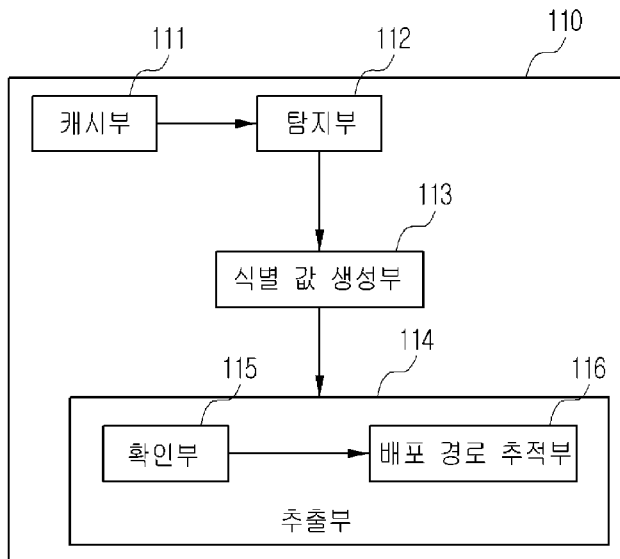 110
111
112
캐시부
탐지부
113
식별 값 생성부
114
115
116
확인부
배포 경로 추적부
추출부